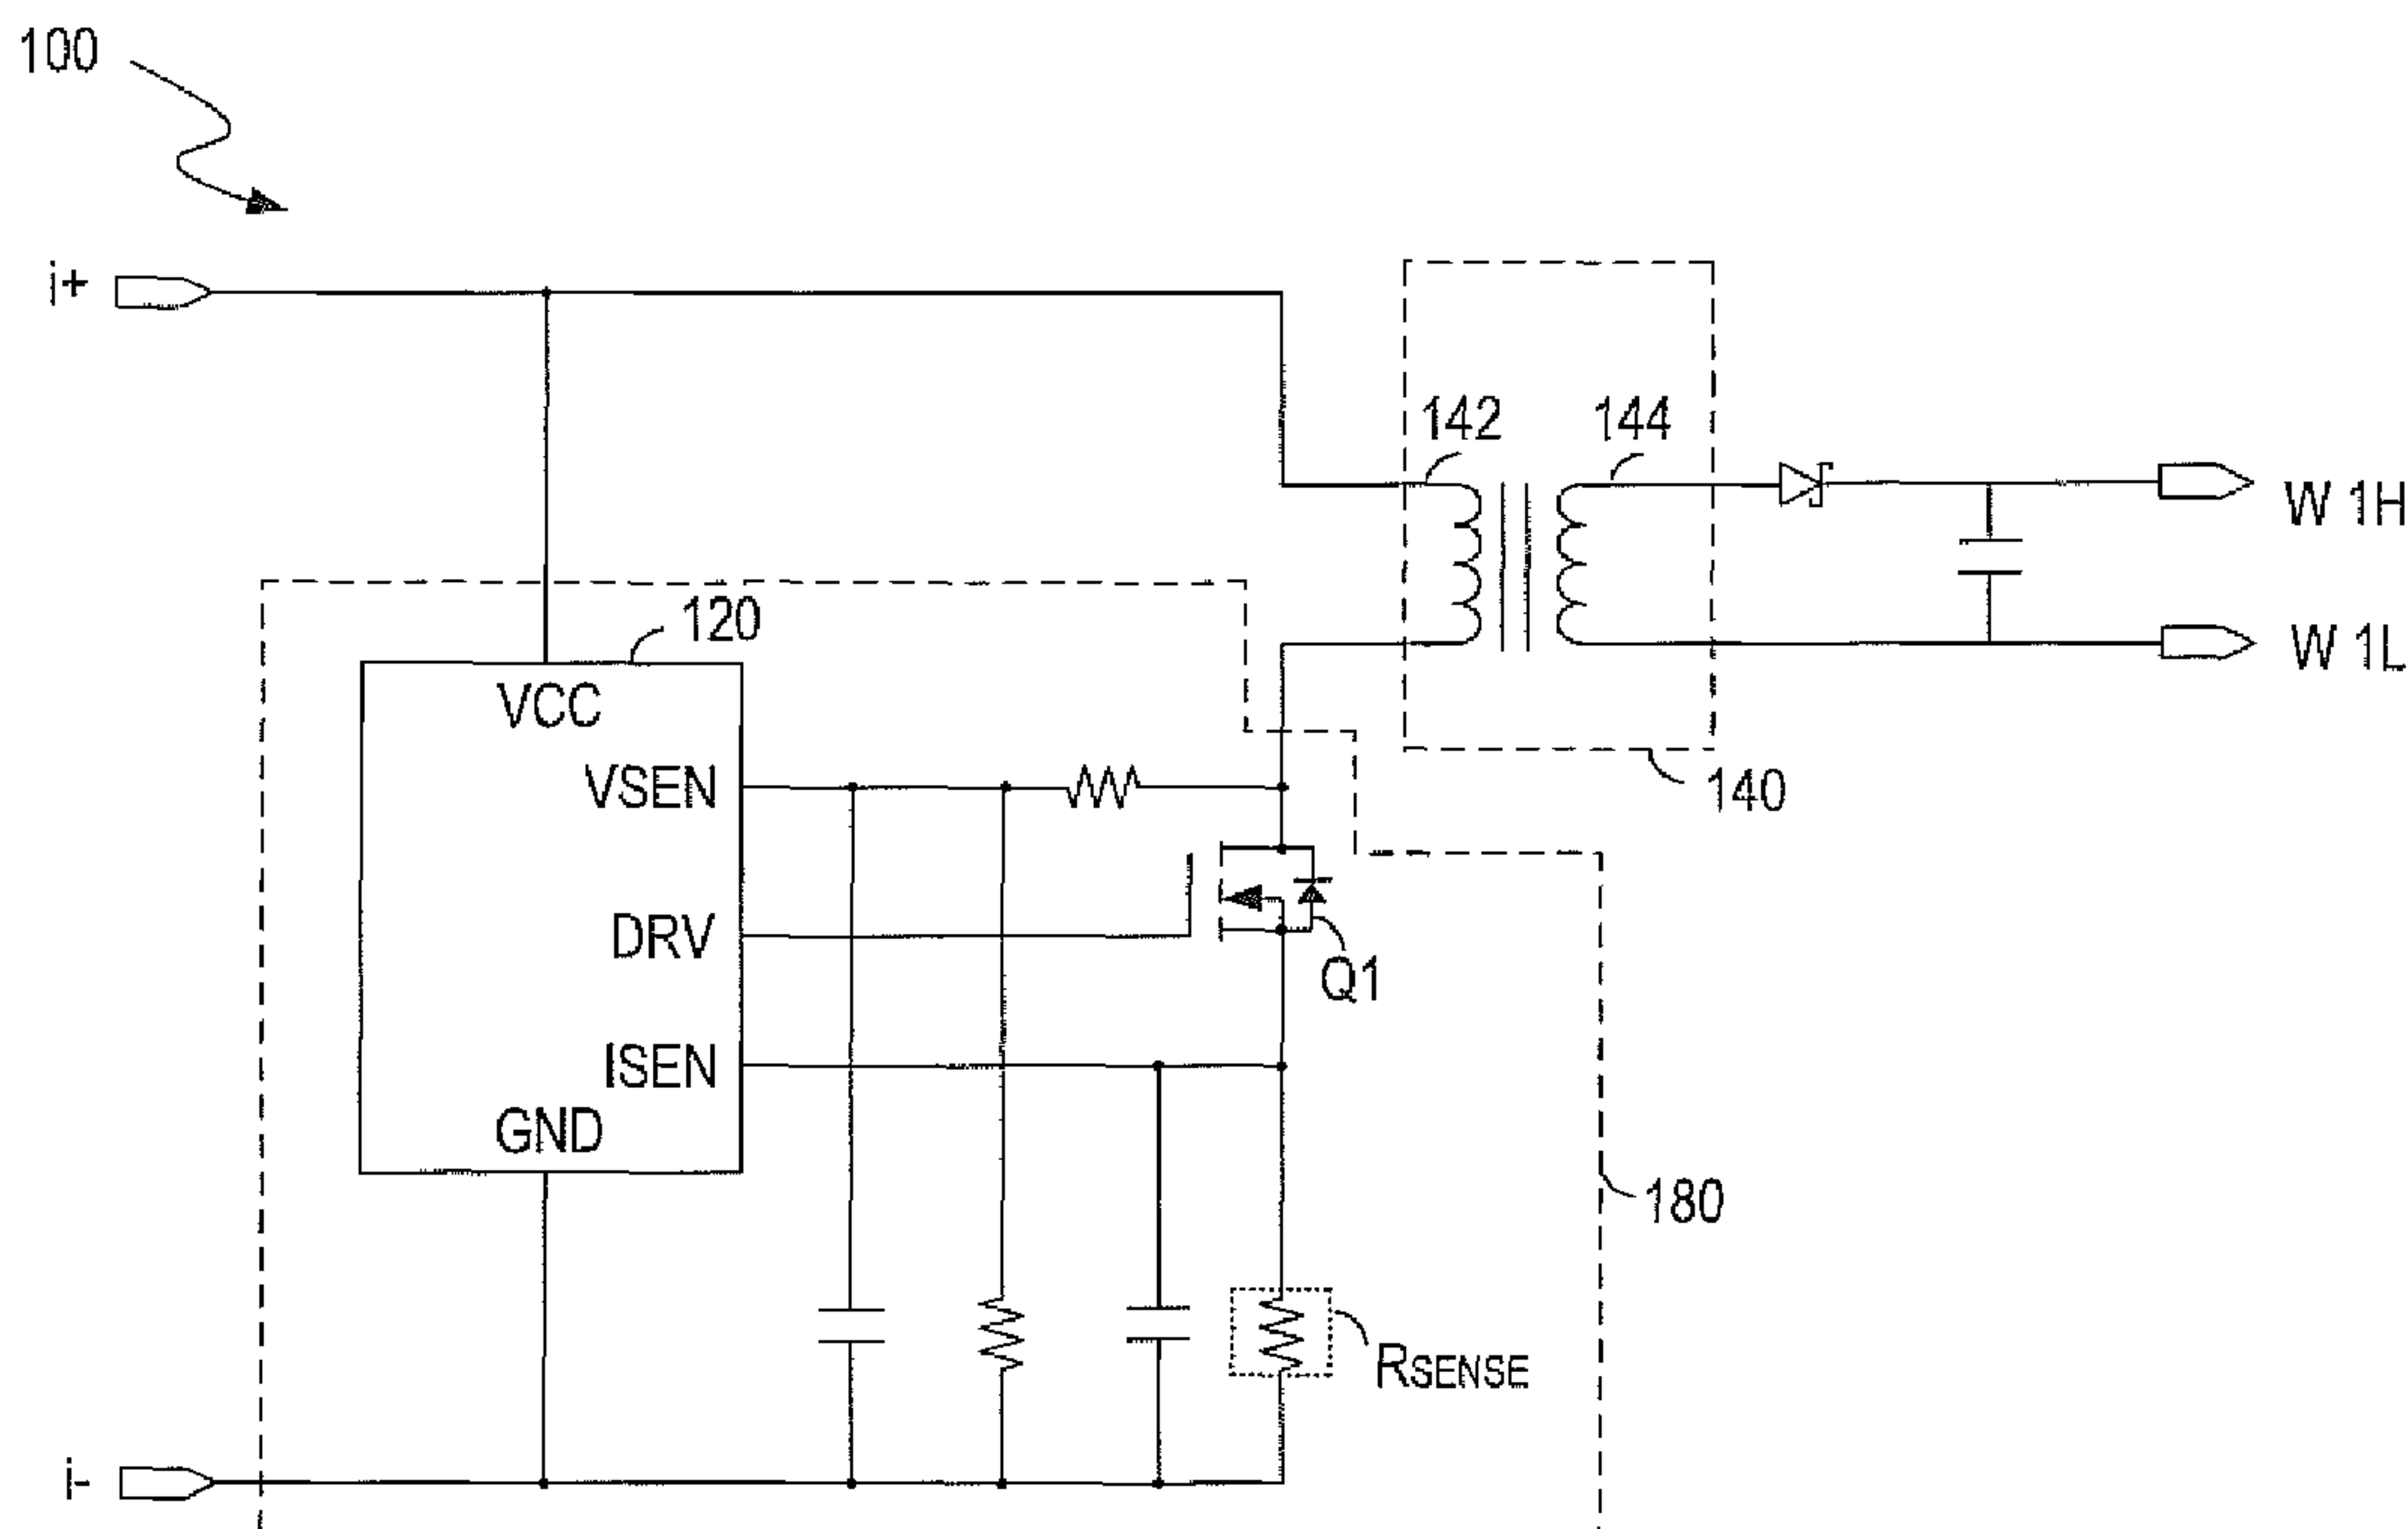 100
i+
142
144
W 1H
W 1L
120
VCC
VSEN
140
DRV
Q1
ISEN
GND
180
RSENSE
i-